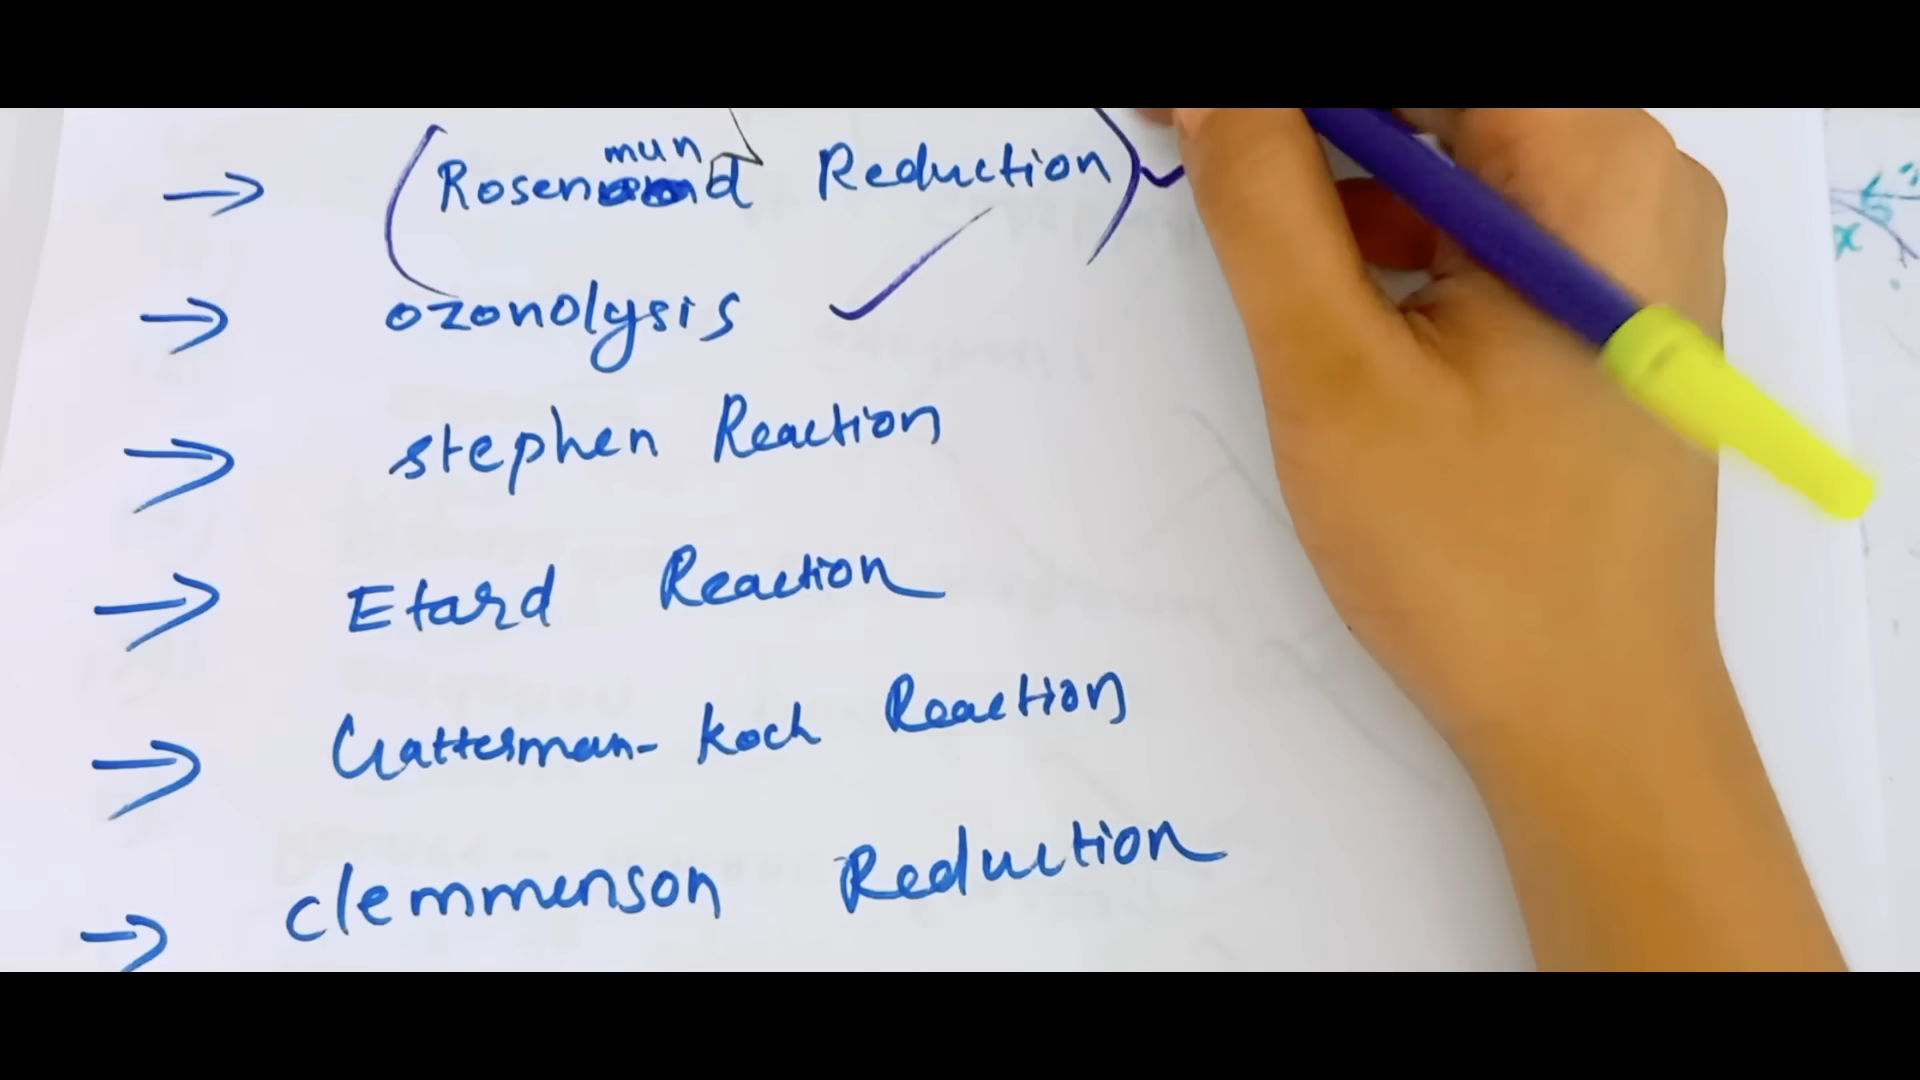 → (Rosenmund Reduction)
→ ozonolysis
→ stephen Reaction
→ Etard Reaction
→ Gatterman- koch Reaction
→ clemmenson Reduction